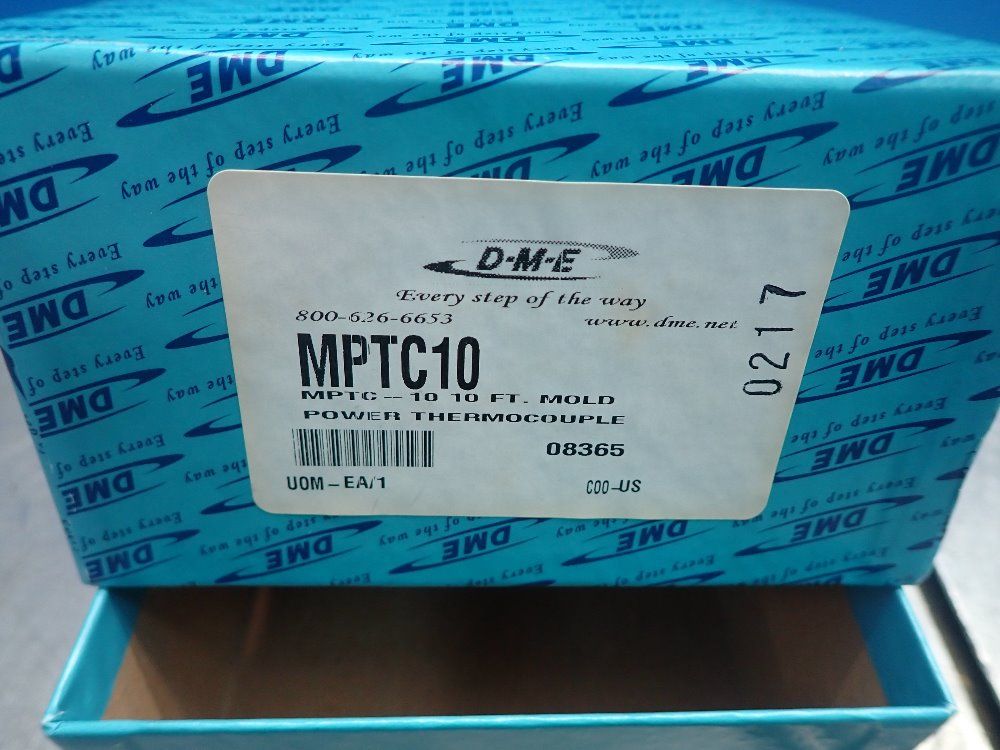 D-M-E
Every step of the way
800-626-6653 www.dme.net
MPTC10
MPTC - 10 10 FT. MOLD
POWER THERMOCOUPLE
08365
UOM-EA/1 COO-US
0217
DME
Every step of the way